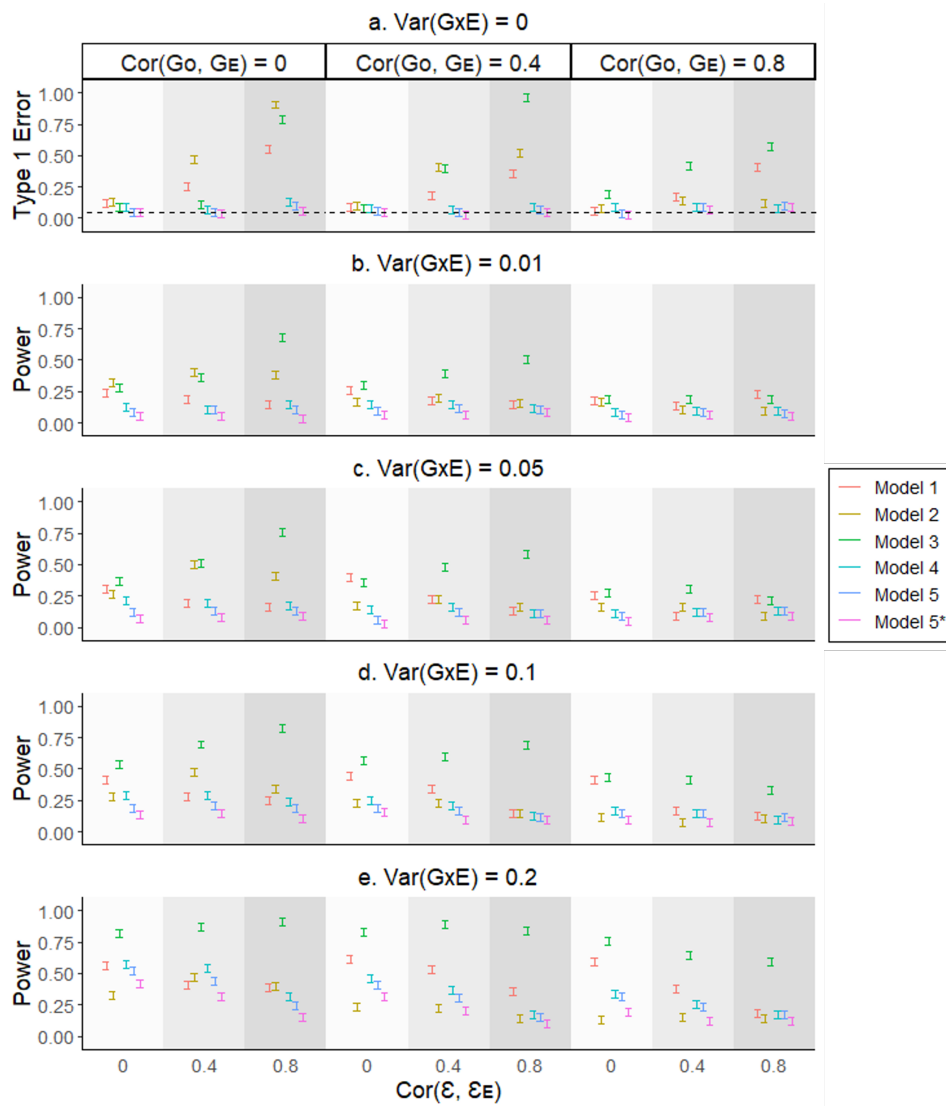 a. Var(GxE) = 0
Cor(Go, GE) = 0
Cor(Go, GE) = 0.4
Cor(Go, GE) = 0.8
Type 1 Error
1.00
0.75
0.50
0.25
0.00
b. Var(GxE) = 0.01
Power
1.00
0.75
0.50
0.25
0.00
c. Var(GxE) = 0.05
Power
1.00
0.75
0.50
0.25
0.00
Model 1
Model 2
Model 3
Model 4
Model 5
Model 5*
d. Var(GxE) = 0.1
Power
1.00
0.75
0.50
0.25
0.00
e. Var(GxE) = 0.2
Power
1.00
0.75
0.50
0.25
0.00
0 0.4 0.8 0 0.4 0.8 0 0.4 0.8
Cor(Ɛ, ƐE)